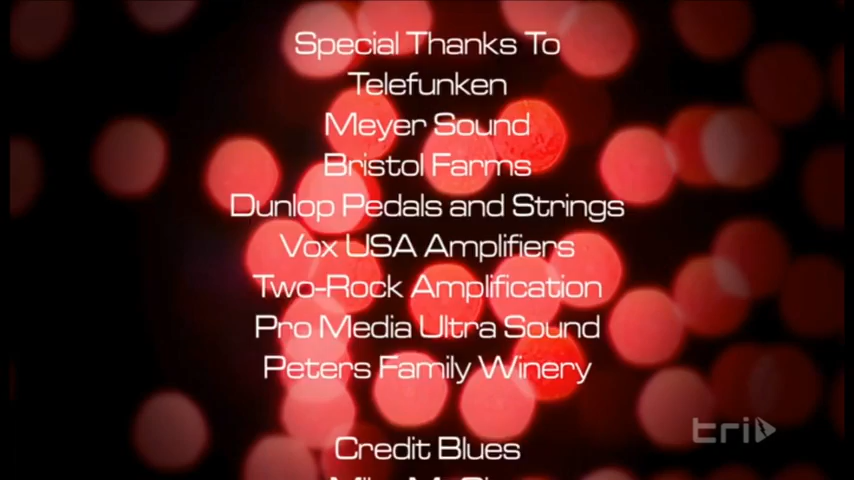 Special Thanks To
Telefunken
Meyer Sound
Bristol Farms
Dunlop Pedals and Strings
Vox USA Amplifiers
Two-Rock Amplification
Pro Media Ultra Sound
Peters Family Winery
tri
Credit Blues